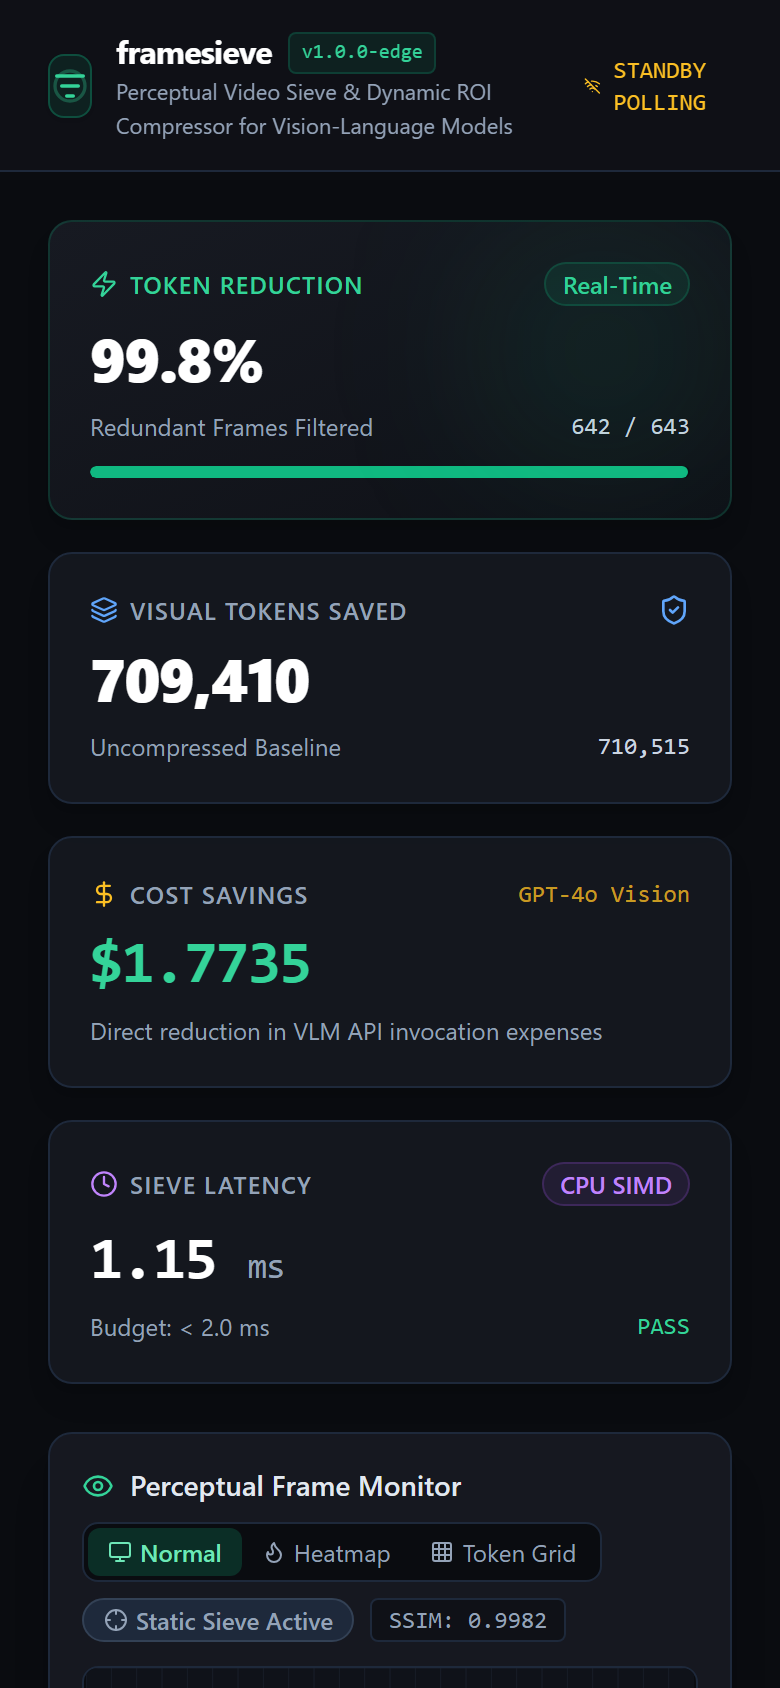 framesieve v1.0.0-edge
Perceptual Video Sieve & Dynamic ROI
Compressor for Vision-Language Models
STANDBY
POLLING
TOKEN REDUCTION Real-Time
99.8%
Redundant Frames Filtered 642 / 643
VISUAL TOKENS SAVED
709,410
Uncompressed Baseline 710,515
COST SAVINGS GPT-4o Vision
$1.7735
Direct reduction in VLM API invocation expenses
SIEVE LATENCY CPU SIMD
1.15 ms
Budget: < 2.0 ms PASS
Perceptual Frame Monitor
Normal Heatmap Token Grid
Static Sieve Active SSIM: 0.9982